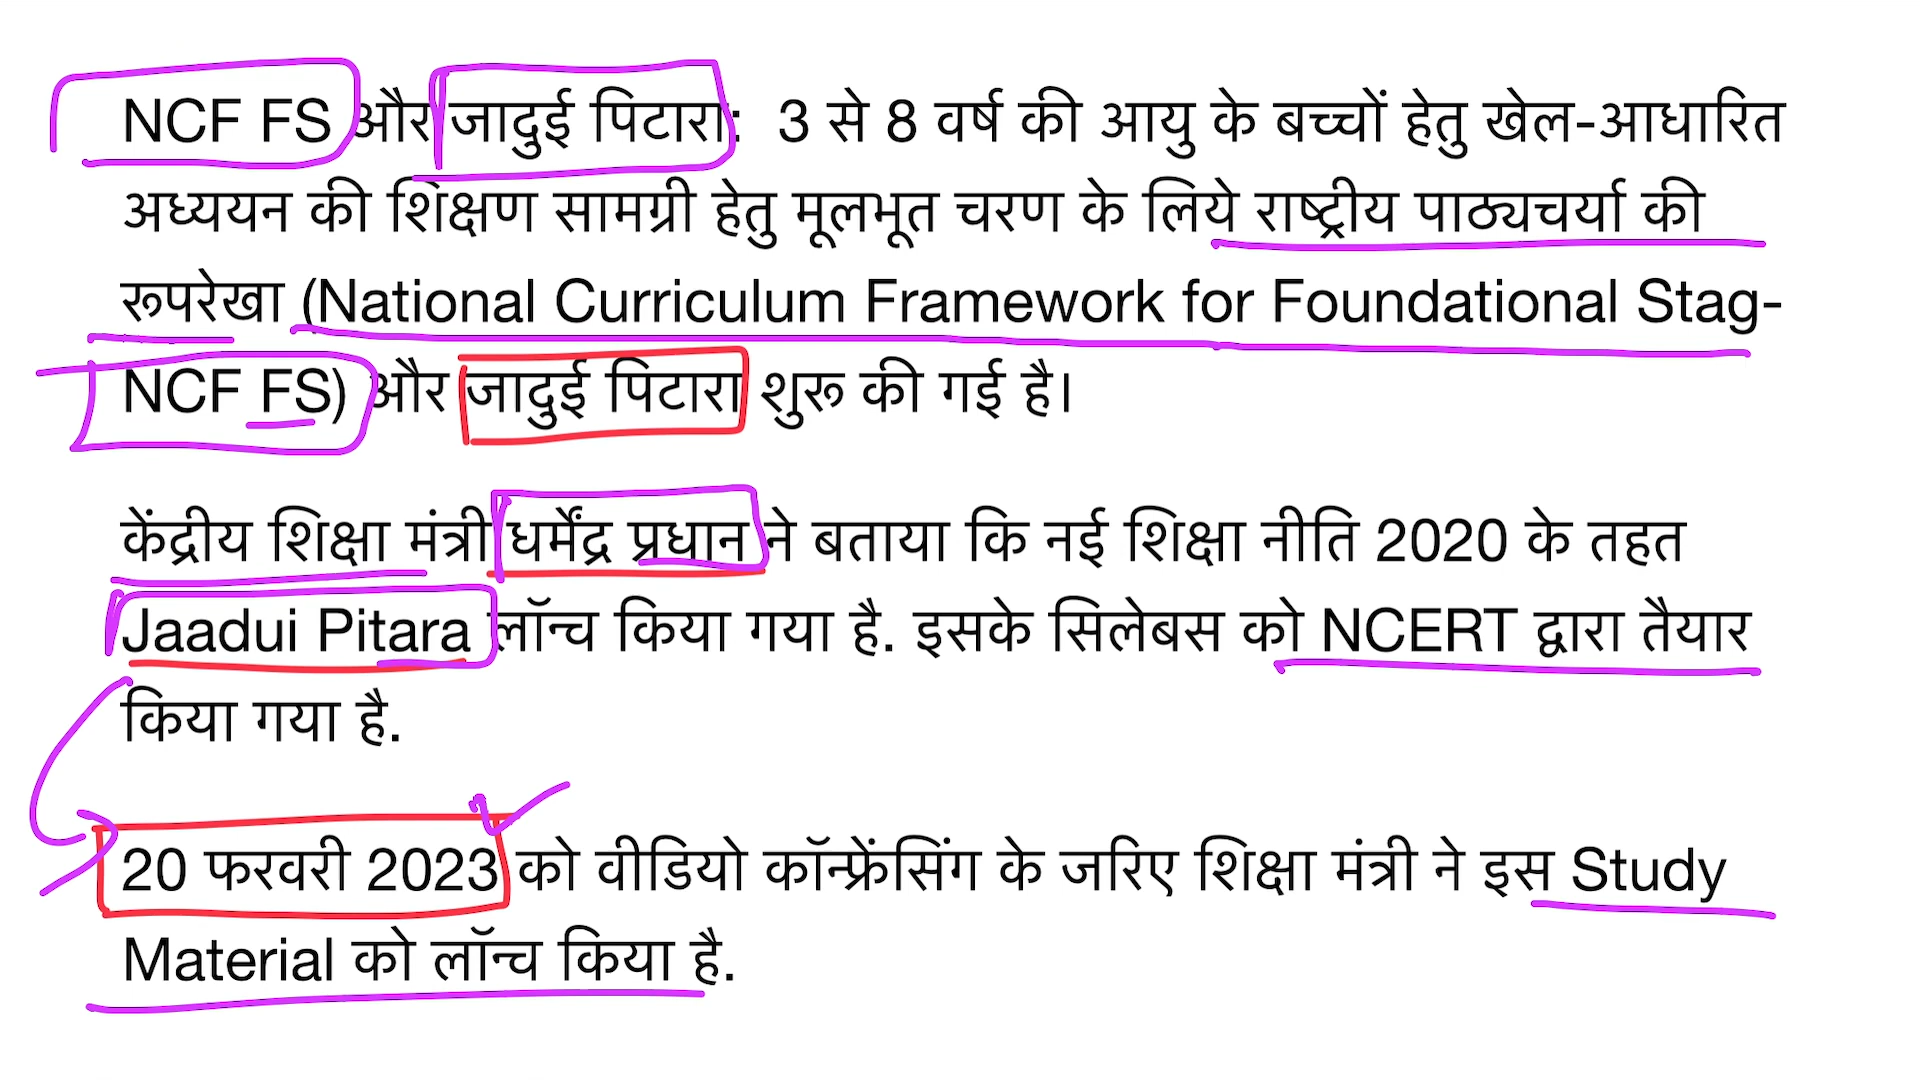 NCF FS और जादुई पिटारा: 3 से 8 वर्ष की आयु के बच्चों हेतु खेल-आधारित
अध्ययन की शिक्षण सामग्री हेतु मूलभूत चरण के लिये राष्ट्रीय पाठ्यचर्या की
रूपरेखा (National Curriculum Framework for Foundational Stag-
NCF FS) और जादुई पिटारा शुरू की गई है।
केंद्रीय शिक्षा मंत्री धर्मेंद्र प्रधान ने बताया कि नई शिक्षा नीति 2020 के तहत
Jaadui Pitara लॉन्च किया गया है. इसके सिलेबस को NCERT द्वारा तैयार
किया गया है.
20 फरवरी 2023 को वीडियो कॉन्फ्रेंसिंग के जरिए शिक्षा मंत्री ने इस Study
Material को लॉन्च किया है.